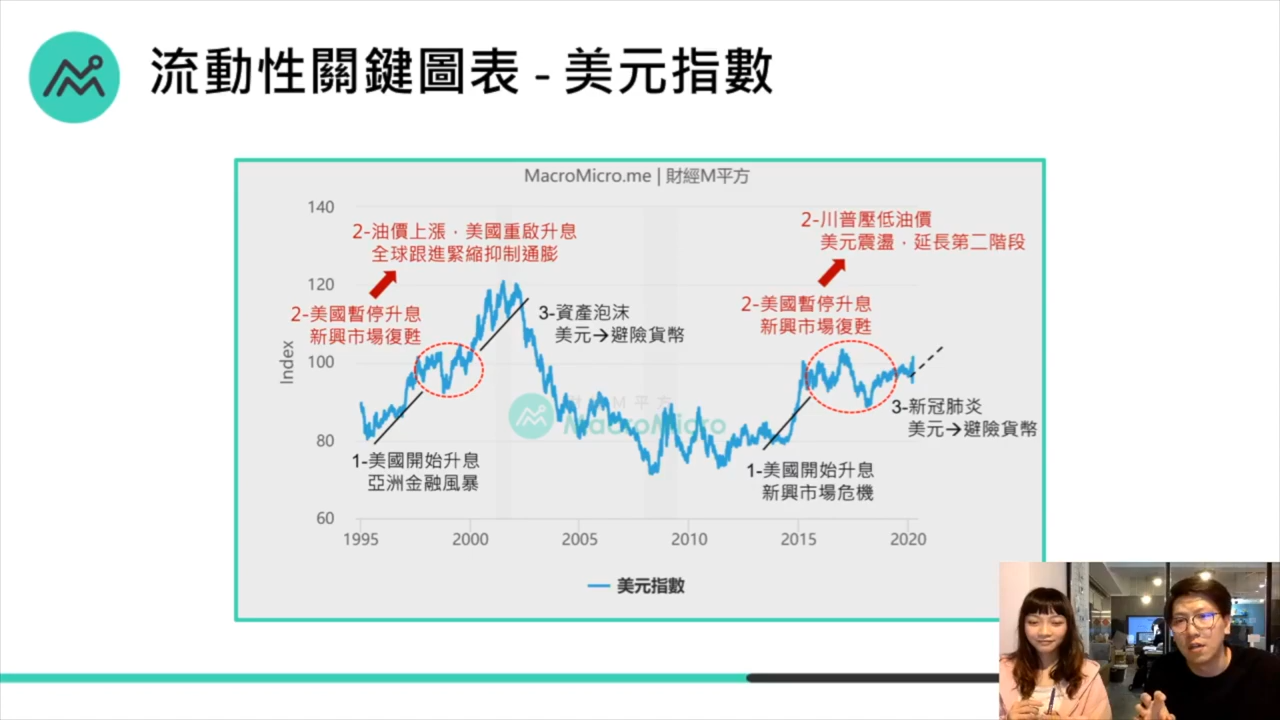 流動性關鍵圖表 - 美元指數
MacroMicro.me | 財經M平方
140
120
100
80
60
Index
2-油價上漲，美國重啟升息
全球跟進緊縮抑制通膨
2-美國暫停升息
新興市場復甦
3-資產泡沫
美元→避險貨幣
1-美國開始升息
亞洲金融風暴
2-川普壓低油價
美元震盪，延長第二階段
2-美國暫停升息
新興市場復甦
3-新冠肺炎
美元→避險貨幣
1-美國開始升息
新興市場危機
財經M平方
MacroMicro
1995
2000
2005
2010
2015
2020
美元指數